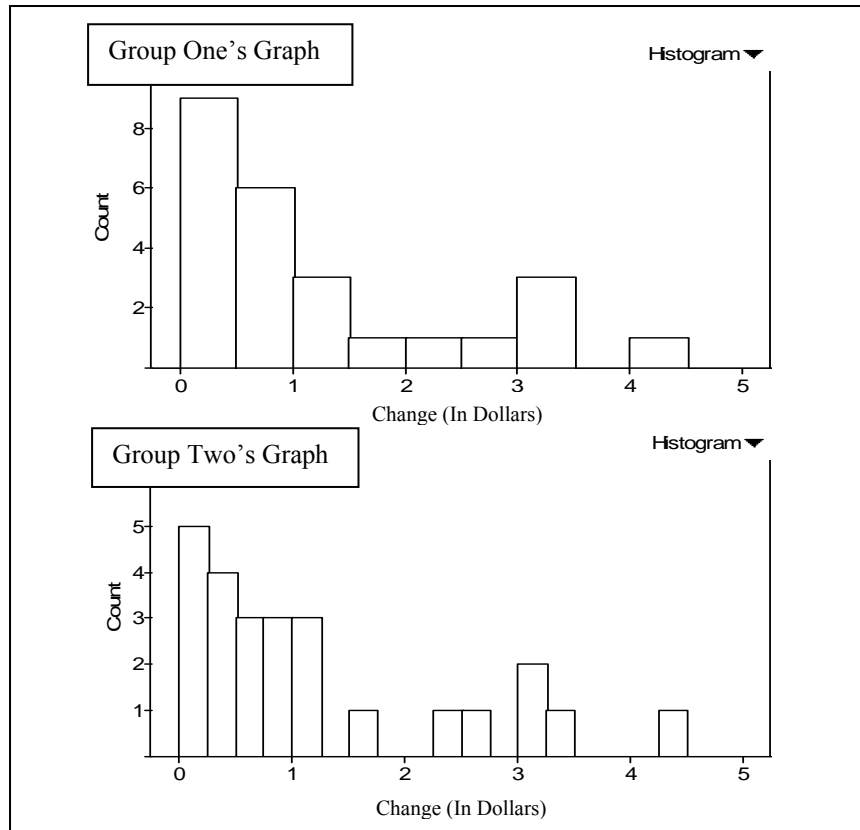 Group One's Graph
Histogram
8
6
4
2
Count
0 1 2 3 4 5
Change (In Dollars)
Group Two's Graph
Histogram
5
4
3
2
1
Count
0 1 2 3 4 5
Change (In Dollars)